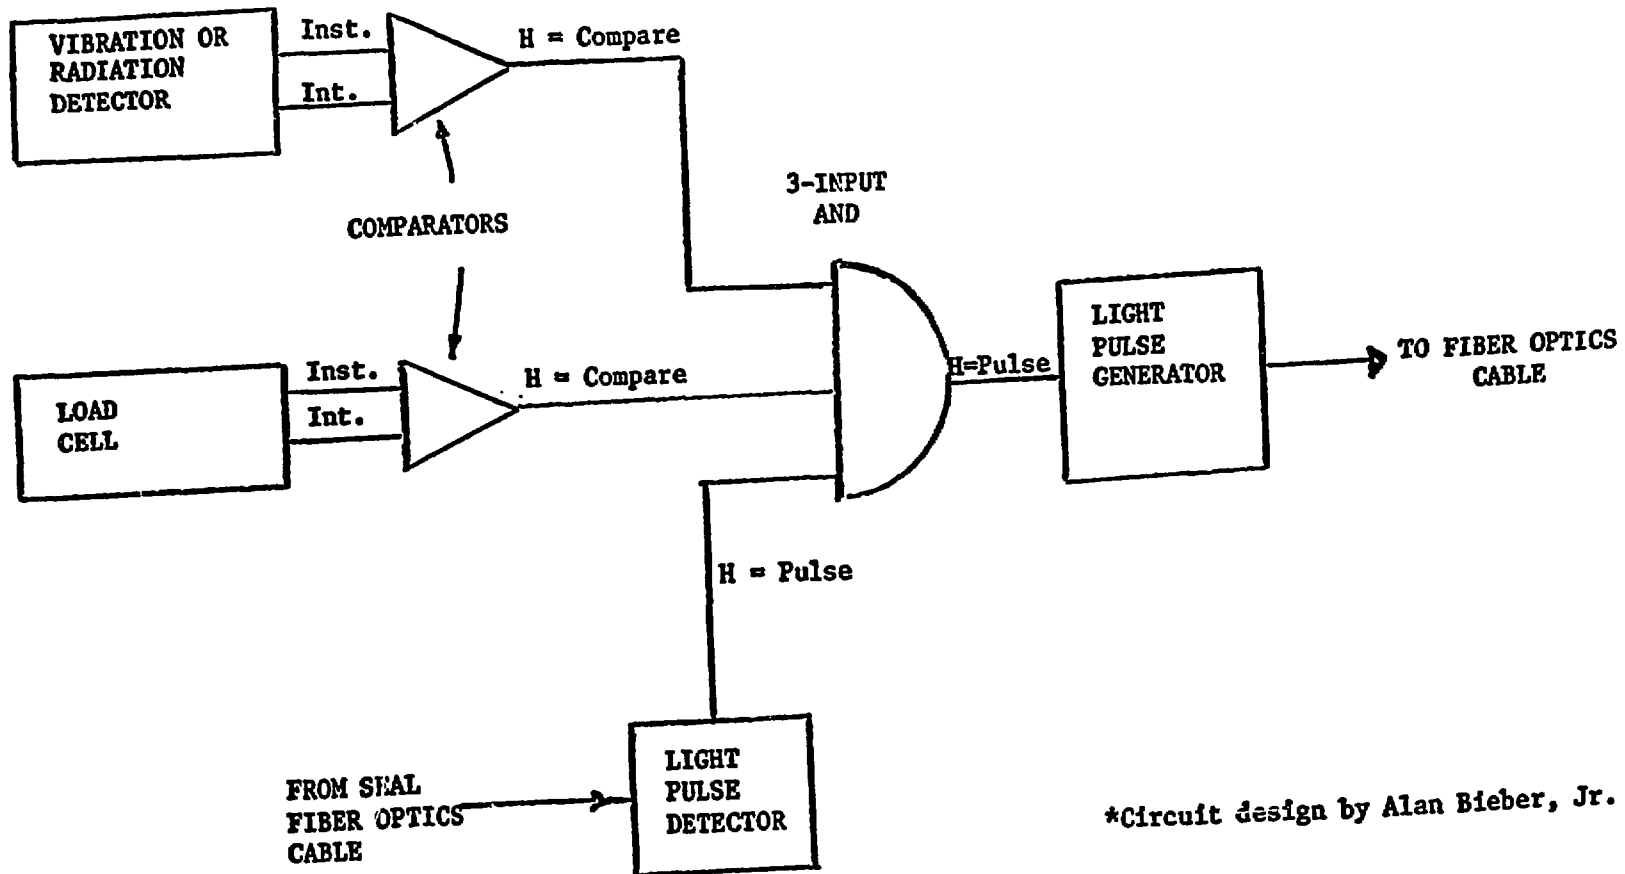 VIBRATION OR
RADIATION
DETECTOR
Inst.
Int.
H = Compare
COMPARATORS
3-INPUT
AND
LOAD
CELL
Inst.
Int.
H = Compare
H=Pulse
LIGHT
PULSE
GENERATOR
TO FIBER OPTICS
CABLE
H = Pulse
FROM SEAL
FIBER OPTICS
CABLE
LIGHT
PULSE
DETECTOR
*Circuit design by Alan Bieber, Jr.